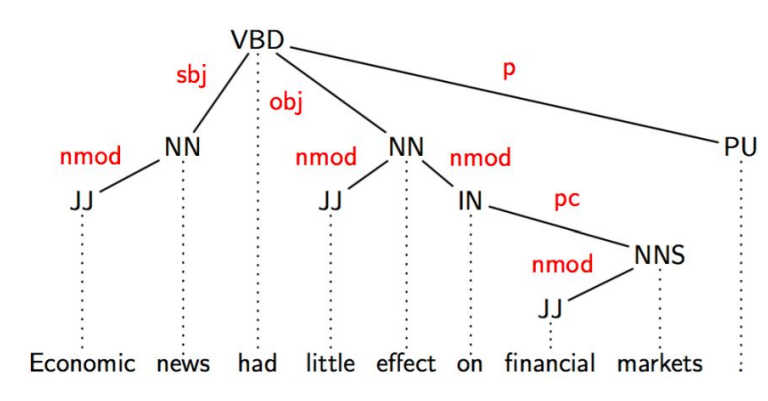 VBD
sbj
obj
p
nmod
NN
nmod
NN
nmod
PU
JJ
JJ
IN
pc
NNS
nmod
JJ
Economic news had little effect on financial markets .